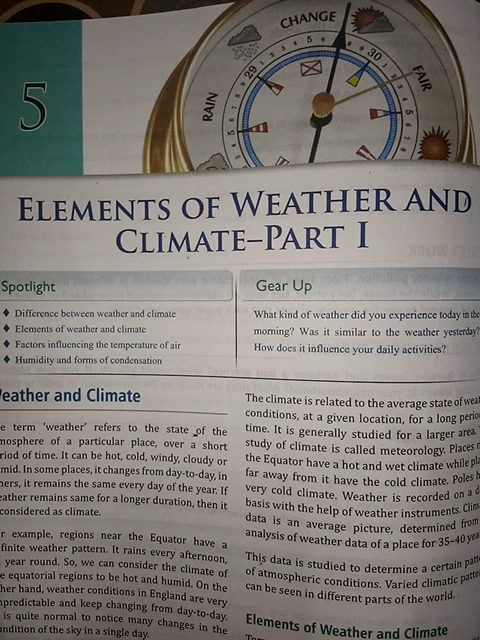 CHANGE
RAIN
FAIR
29
30
5
ELEMENTS OF WEATHER AND
CLIMATE–PART I
Spotlight
Difference between weather and climate
Elements of weather and climate
Factors influencing the temperature of air
Humidity and forms of condensation
Gear Up
What kind of weather did you experience today in the
morning? Was it similar to the weather yesterday?
How does it influence your daily activities?
eather and Climate
e term 'weather' refers to the state of the
mosphere of a particular place, over a short
riod of time. It can be hot, cold, windy, cloudy or
mid. In some places, it changes from day-to-day, in
hers, it remains the same every day of the year. If
eather remains same for a longer duration, then it
considered as climate.
r example, regions near the Equator have a
finite weather pattern. It rains every afternoon,
year round. So, we can consider the climate of
e equatorial regions to be hot and humid. On the
her hand, weather conditions in England are very
npredictable and keep changing from day-to-day.
is quite normal to notice many changes in the
ndition of the sky in a single day.
The climate is related to the average state of weat
conditions, at a given location, for a long perio
time. It is generally studied for a larger area.
study of climate is called meteorology. Places n
the Equator have a hot and wet climate while pla
far away from it have the cold climate. Poles h
very cold climate. Weather is recorded on a d
basis with the help of weather instruments. Clim
data is an average picture, determined from
analysis of weather data of a place for 35–40 yea
This data is studied to determine a certain patt
of atmospheric conditions. Varied climatic patte
can be seen in different parts of the world.
Elements of Weather and Climate